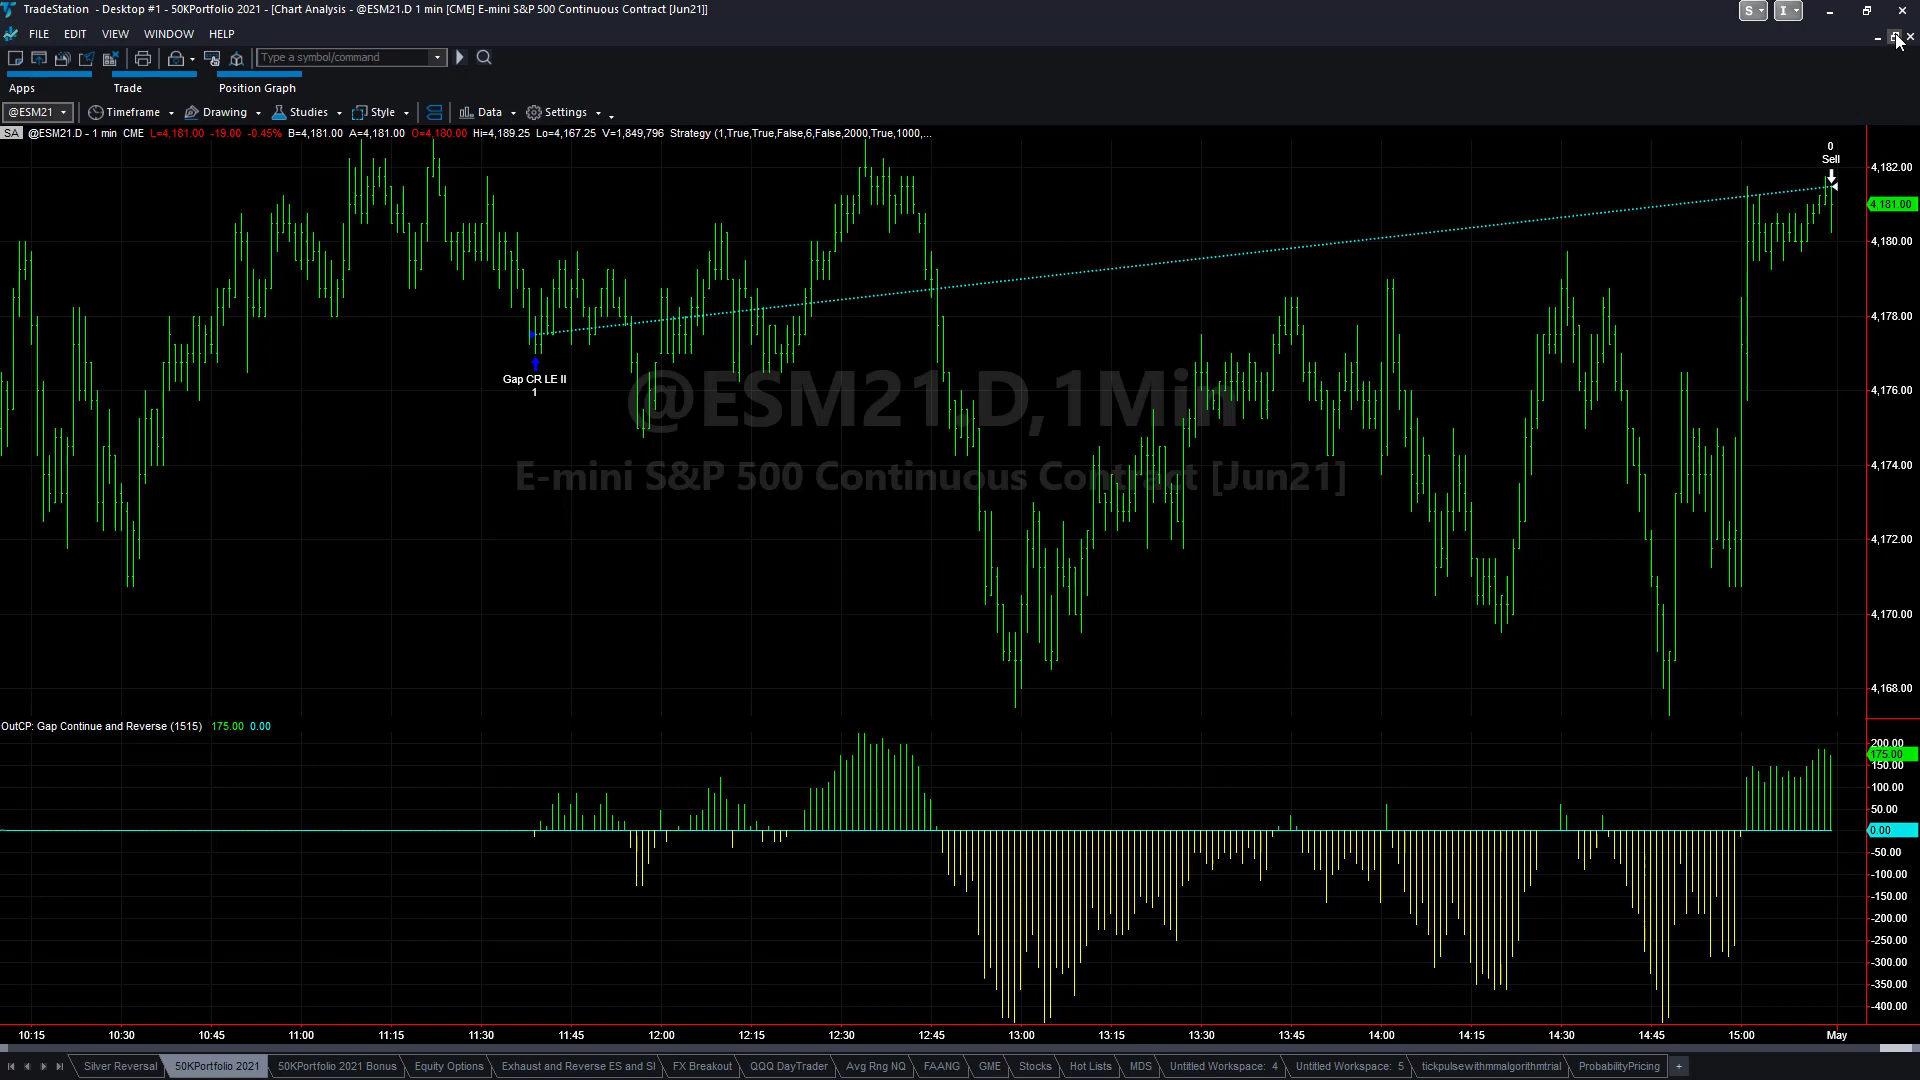 TradeStation - Desktop #1 - 50KPortfolio 2021 - [Chart Analysis - @ESM21.D 1 min [CME] E-mini S&P 500 Continuous Contract [Jun21]]
S I
FILE EDIT VIEW WINDOW HELP
Type a symbol/command
Apps Trade Position Graph
@ESM21 Timeframe Drawing Studies Style Data Settings
SA @ESM21.D - 1 min CME L=4,181.00 -19.00 -0.45% B=4,181.00 A=4,181.00 O=4,180.00 Hi=4,189.25 Lo=4,167.25 V=1,849,796 Strategy (1,True,True,False,6,False,2000,True,1000,...
0
Sell
4,182.00
4,181.00
4,180.00
4,178.00
Gap CR LE II
1
@ESM21.D,1Min
E-mini S&P 500 Continuous Contract [Jun21]
4,176.00
4,174.00
4,172.00
4,170.00
4,168.00
OutCP: Gap Continue and Reverse (1515) 175.00 0.00
200.00
175.00
150.00
100.00
50.00
0.00
-50.00
-100.00
-150.00
-200.00
-250.00
-300.00
-350.00
-400.00
10:15 10:30 10:45 11:00 11:15 11:30 11:45 12:00 12:15 12:30 12:45 13:00 13:15 13:30 13:45 14:00 14:15 14:30 14:45 15:00 May
Silver Reversal 50KPortfolio 2021 50KPortfolio 2021 Bonus Equity Options Exhaust and Reverse ES and SI FX Breakout QQQ DayTrader Avg Rng NQ FAANG GME Stocks Hot Lists MDS Untitled Workspace: 4 Untitled Workspace: 5 tickpulsewithmmalgorithmtrial ProbabilityPricing +